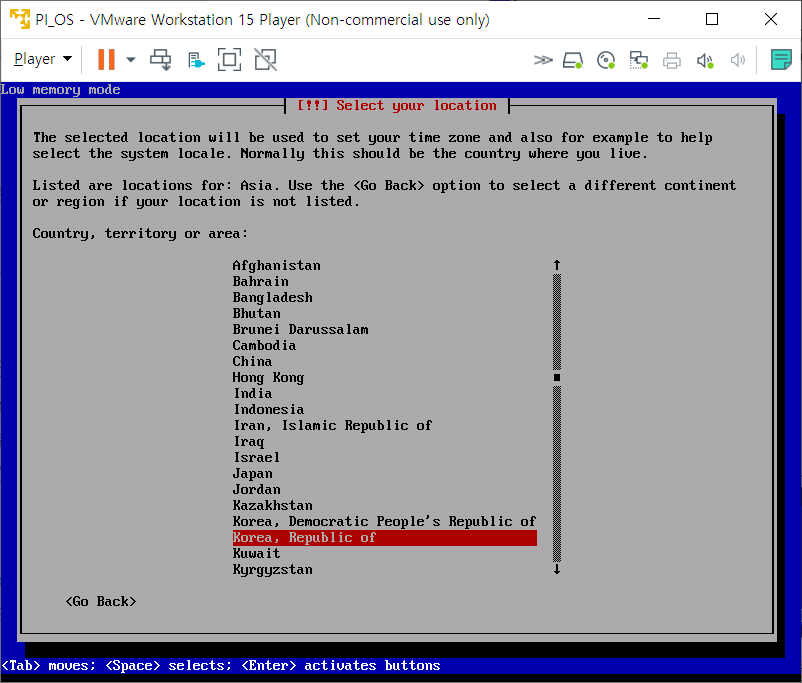 PI_OS - VMware Workstation 15 Player (Non-commercial use only)
Player
Low memory mode
[!!] Select your location
The selected location will be used to set your time zone and also for example to help
select the system locale. Normally this should be the country where you live.
Listed are locations for: Asia. Use the <Go Back> option to select a different continent
or region if your location is not listed.
Country, territory or area:
Afghanistan
Bahrain
Bangladesh
Bhutan
Brunei Darussalam
Cambodia
China
Hong Kong
India
Indonesia
Iran, Islamic Republic of
Iraq
Israel
Japan
Jordan
Kazakhstan
Korea, Democratic People's Republic of
Korea, Republic of
Kuwait
Kyrgyzstan
<Go Back>
<Tab> moves; <Space> selects; <Enter> activates buttons